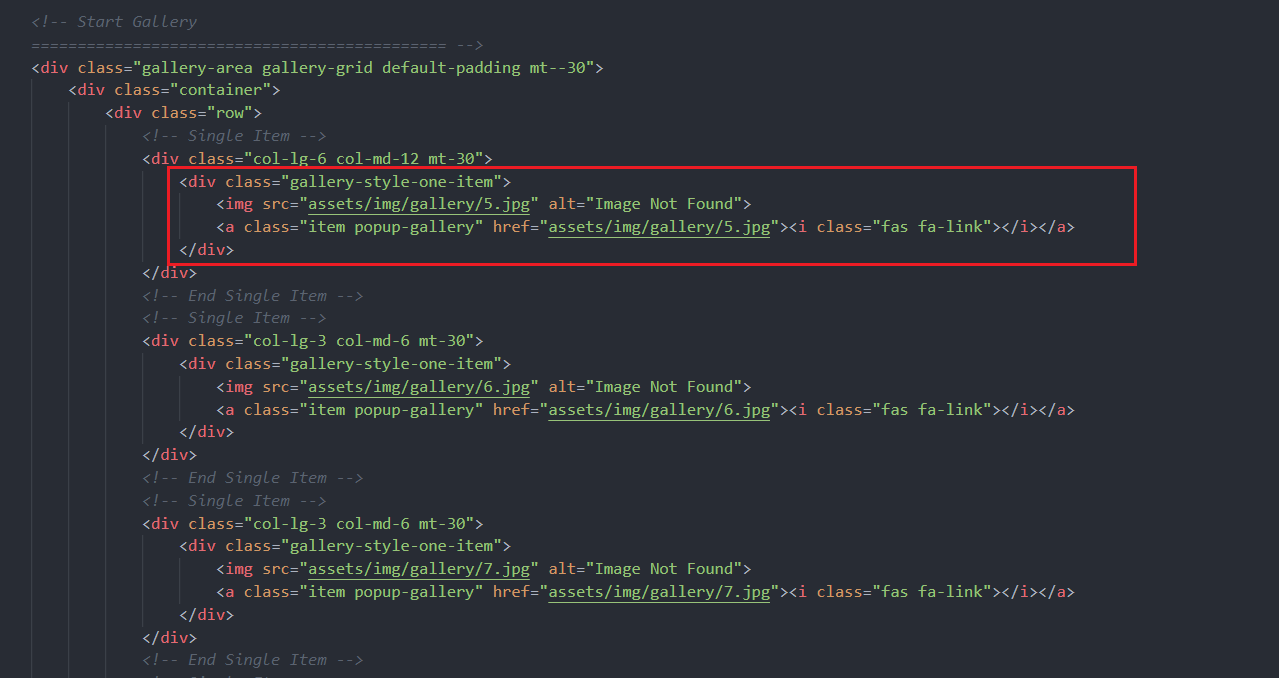 <!-- Start Gallery
============================================= -->
<div class="gallery-area gallery-grid default-padding mt--30">
<div class="container">
<div class="row">
<!-- Single Item -->
<div class="col-lg-6 col-md-12 mt-30">
<div class="gallery-style-one-item">
<img src="assets/img/gallery/5.jpg" alt="Image Not Found">
<a class="item popup-gallery" href="assets/img/gallery/5.jpg"><i class="fas fa-link"></i></a>
</div>
</div>
<!-- End Single Item -->
<!-- Single Item -->
<div class="col-lg-3 col-md-6 mt-30">
<div class="gallery-style-one-item">
<img src="assets/img/gallery/6.jpg" alt="Image Not Found">
<a class="item popup-gallery" href="assets/img/gallery/6.jpg"><i class="fas fa-link"></i></a>
</div>
</div>
<!-- End Single Item -->
<!-- Single Item -->
<div class="col-lg-3 col-md-6 mt-30">
<div class="gallery-style-one-item">
<img src="assets/img/gallery/7.jpg" alt="Image Not Found">
<a class="item popup-gallery" href="assets/img/gallery/7.jpg"><i class="fas fa-link"></i></a>
</div>
</div>
<!-- End Single Item -->